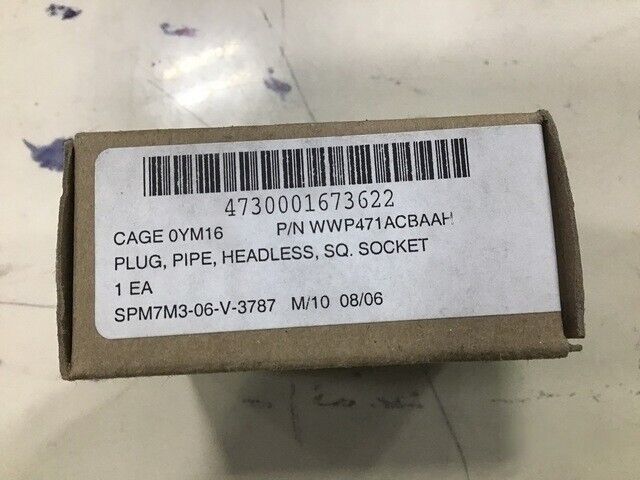 4730001673622
CAGE 0YM16 P/N WWP471ACBAAH
PLUG, PIPE, HEADLESS, SQ. SOCKET
1 EA
SPM7M3-06-V-3787 M/10 08/06